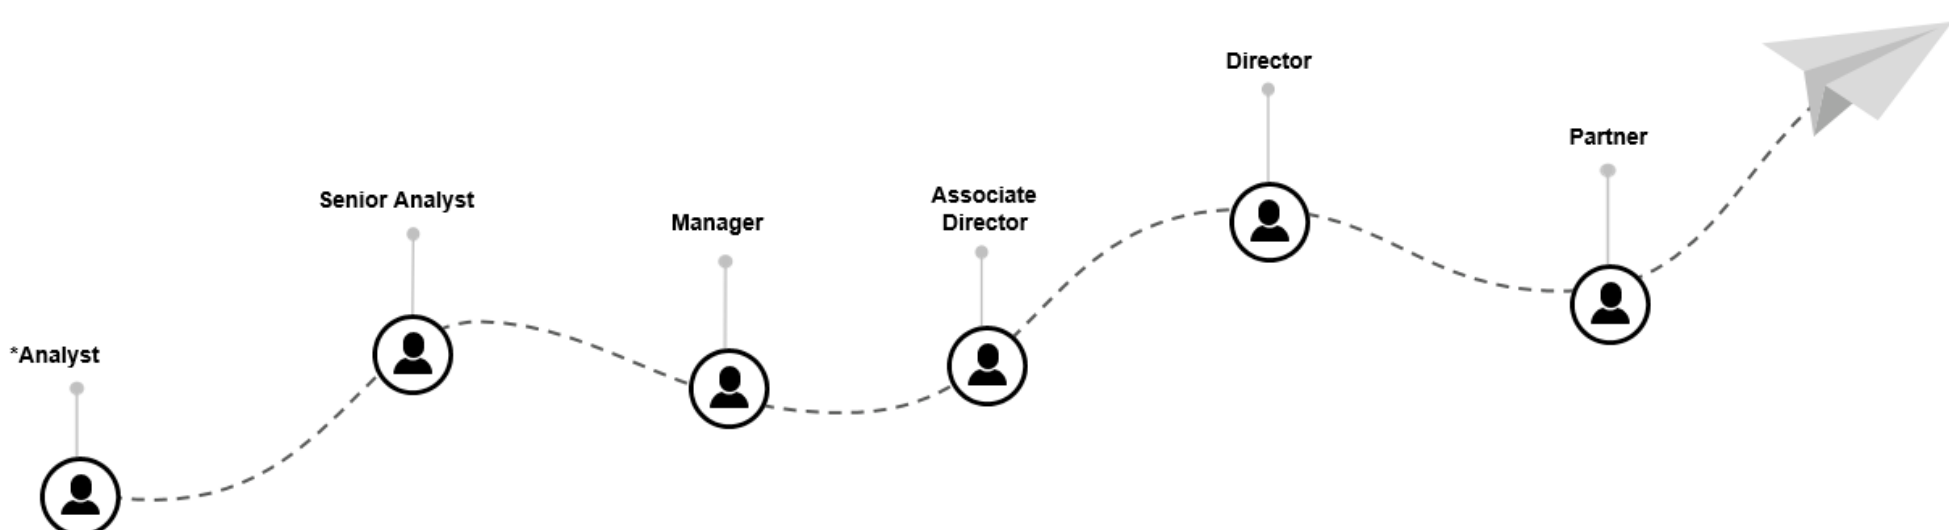 *Analyst
Senior Analyst
Manager
Associate
Director
Director
Partner